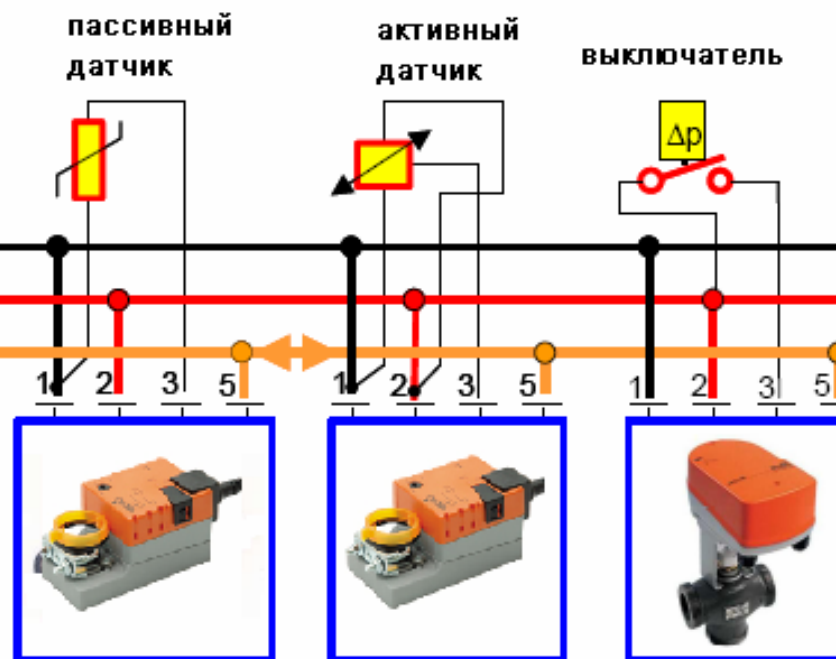 пассивный
датчик
активный
датчик
выключатель
Δp
1 2 3 5
1 2 3 5
1 2 3 5